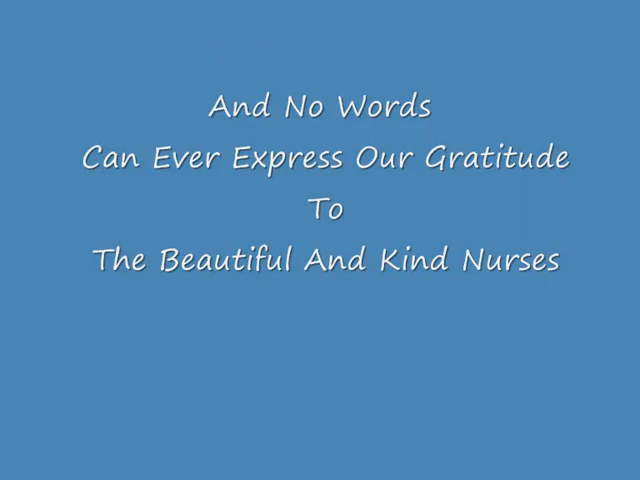 And No Words
Can Ever Express Our Gratitude
To
The Beautiful And Kind Nurses